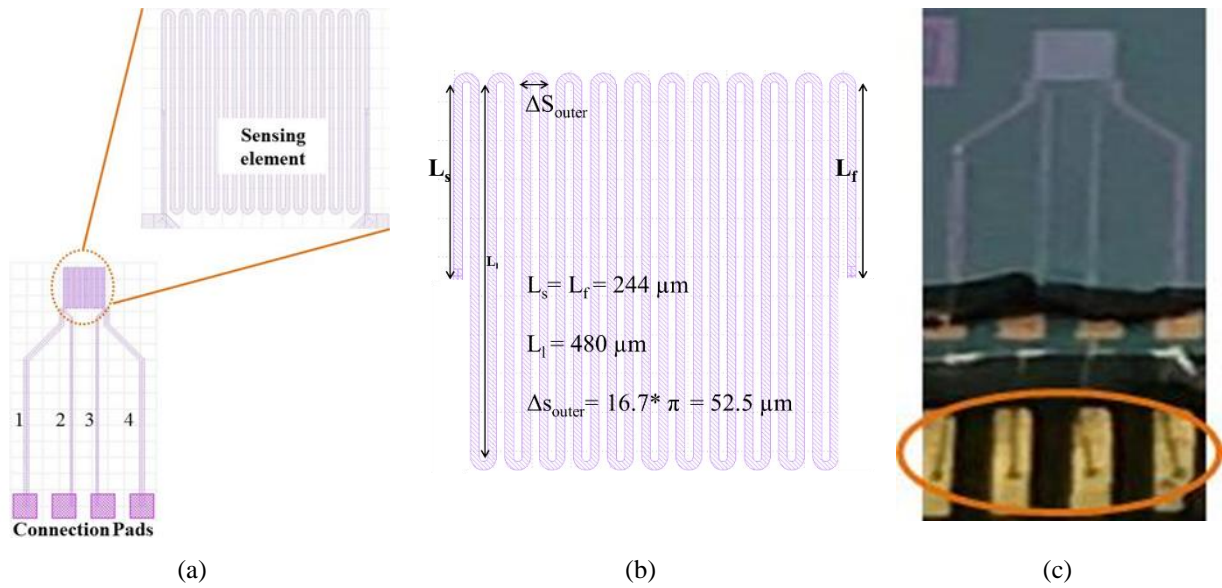 Sensing
element
1
2
3
4
Connection Pads
(a)
ΔS_outer
L_s
L_l
L_f
L_s= L_f = 244 µm
L_l = 480 µm
Δs_outer= 16.7* π = 52.5 µm
(b)
(c)